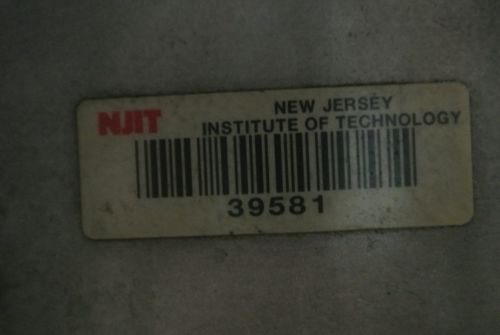 NJIT
NEW JERSEY
INSTITUTE OF TECHNOLOGY
39581